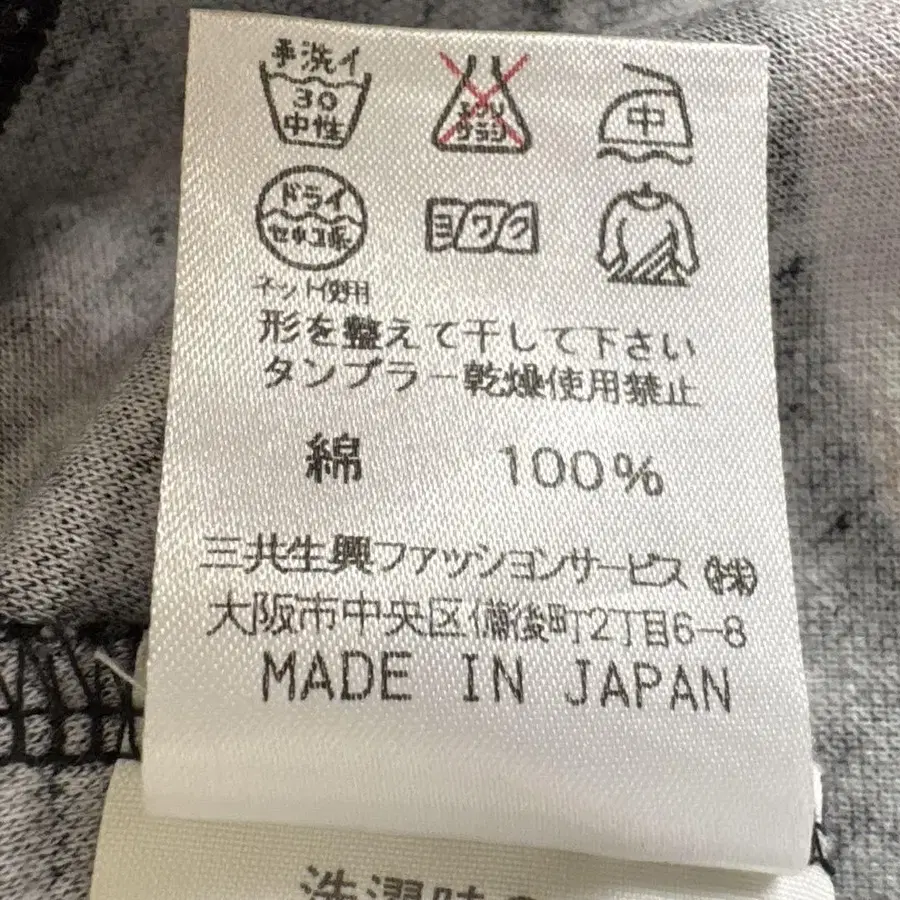 手洗イ
30
中性
エンソ
サラシ
中
ドライ
セキユ系
ヨワク
ネット使用
形を整えて干して下さい
タンブラー乾燥使用禁止
綿 100%
三共生興ファッションサービス㈱
大阪市中央区備後町2丁目6-8
MADE IN JAPAN